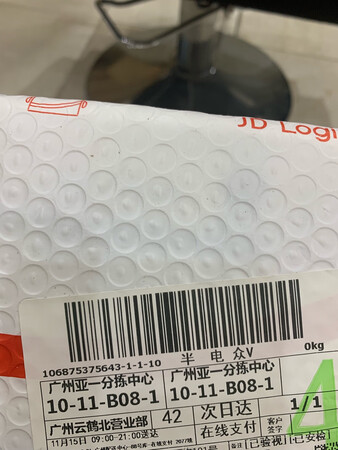 JD Logi
106875375643-1-1-10
半 电 众V
0kg
广州亚一分拣中心
广州亚一分拣中心
10-11-B08-1
10-11-B08-1
广州云鹤北营业部
42
次日达
1/1
11月15日 09:00-21:00送达
在线支付
客户
签字
[已验视][已安检]
4